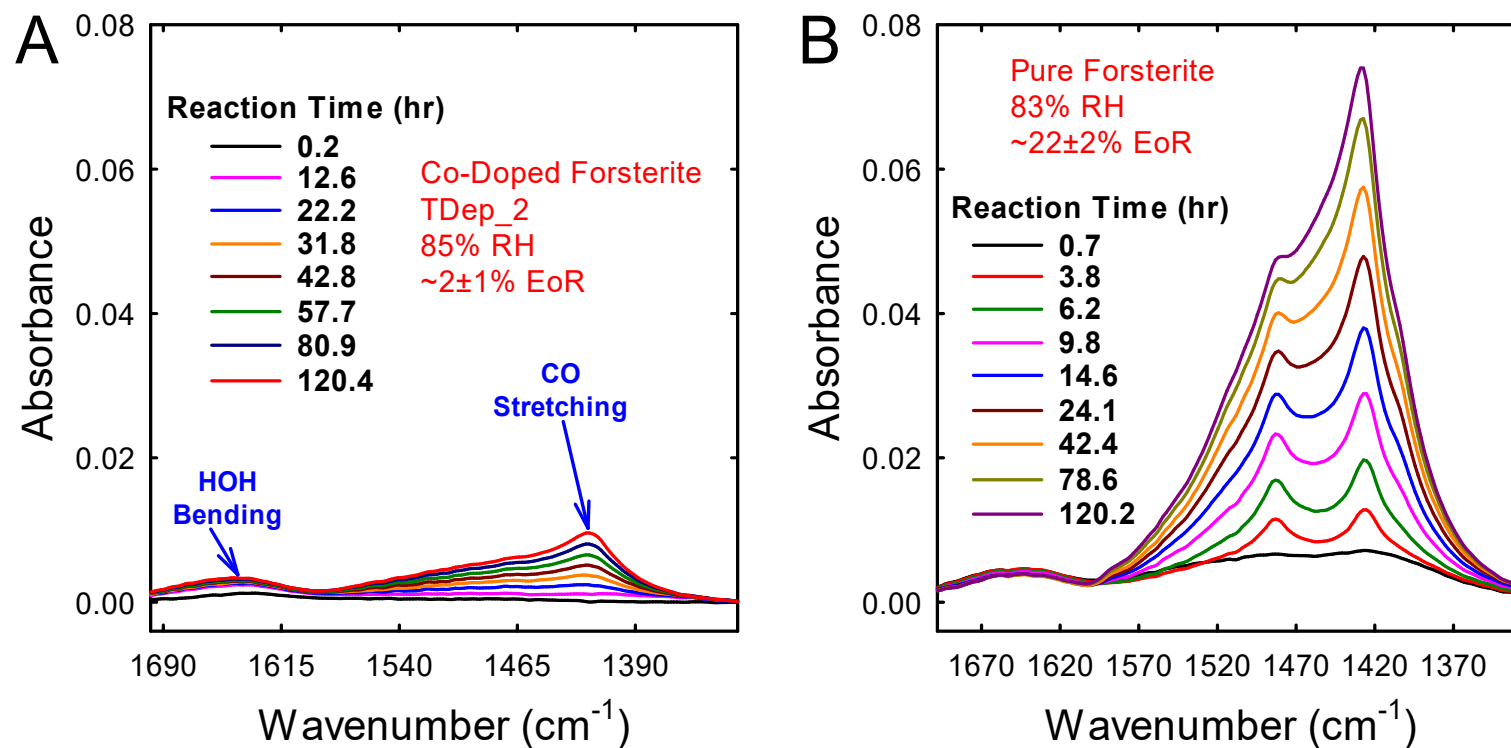 A
0.08
0.06
0.04
0.02
0.00
Absorbance
Reaction Time (hr)
0.2
12.6
22.2
31.8
42.8
57.7
80.9
120.4
Co-Doped Forsterite
TDep_2
85% RH
~2±1% EoR
HOH
Bending
CO
Stretching
1690 1615 1540 1465 1390
Wavenumber (cm-1)
B
0.08
0.06
0.04
0.02
0.00
Absorbance
Pure Forsterite
83% RH
~22±2% EoR
Reaction Time (hr)
0.7
3.8
6.2
9.8
14.6
24.1
42.4
78.6
120.2
1670 1620 1570 1520 1470 1420 1370
Wavenumber (cm-1)